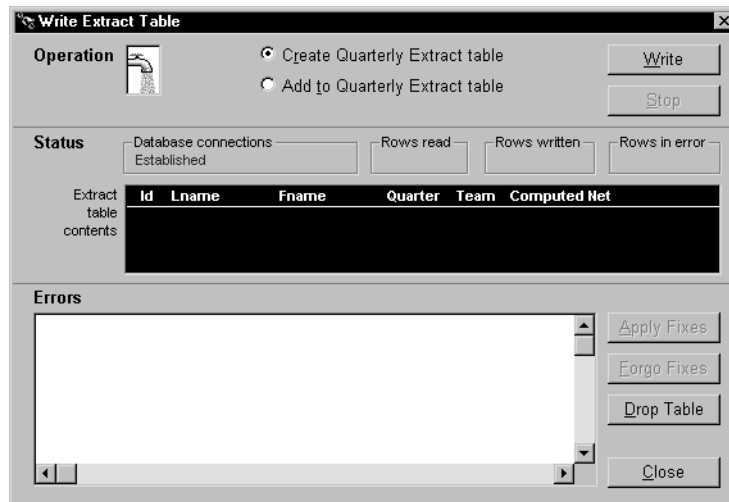 Write Extract Table
Operation
Create Quarterly Extract table
Add to Quarterly Extract table
Write
Stop
Status
Database connections
Established
Rows read
Rows written
Rows in error
Extract
table
contents
Id Lname Fname Quarter Team Computed Net
Errors
Apply Fixes
Forgo Fixes
Drop Table
Close